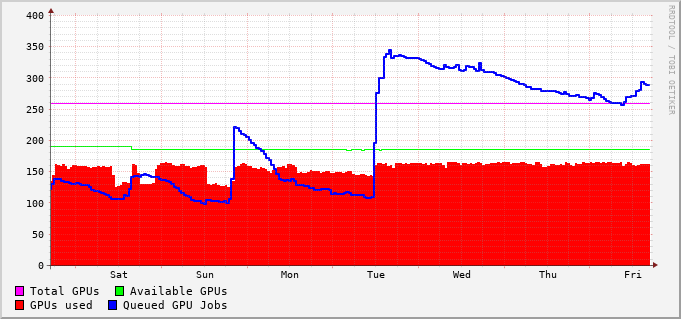 400
350
300
250
200
150
100
50
0
Sat Sun Mon Tue Wed Thu Fri
Total GPUs Available GPUs
GPUs used Queued GPU Jobs
RRDTOOL / TOBI OETIKER